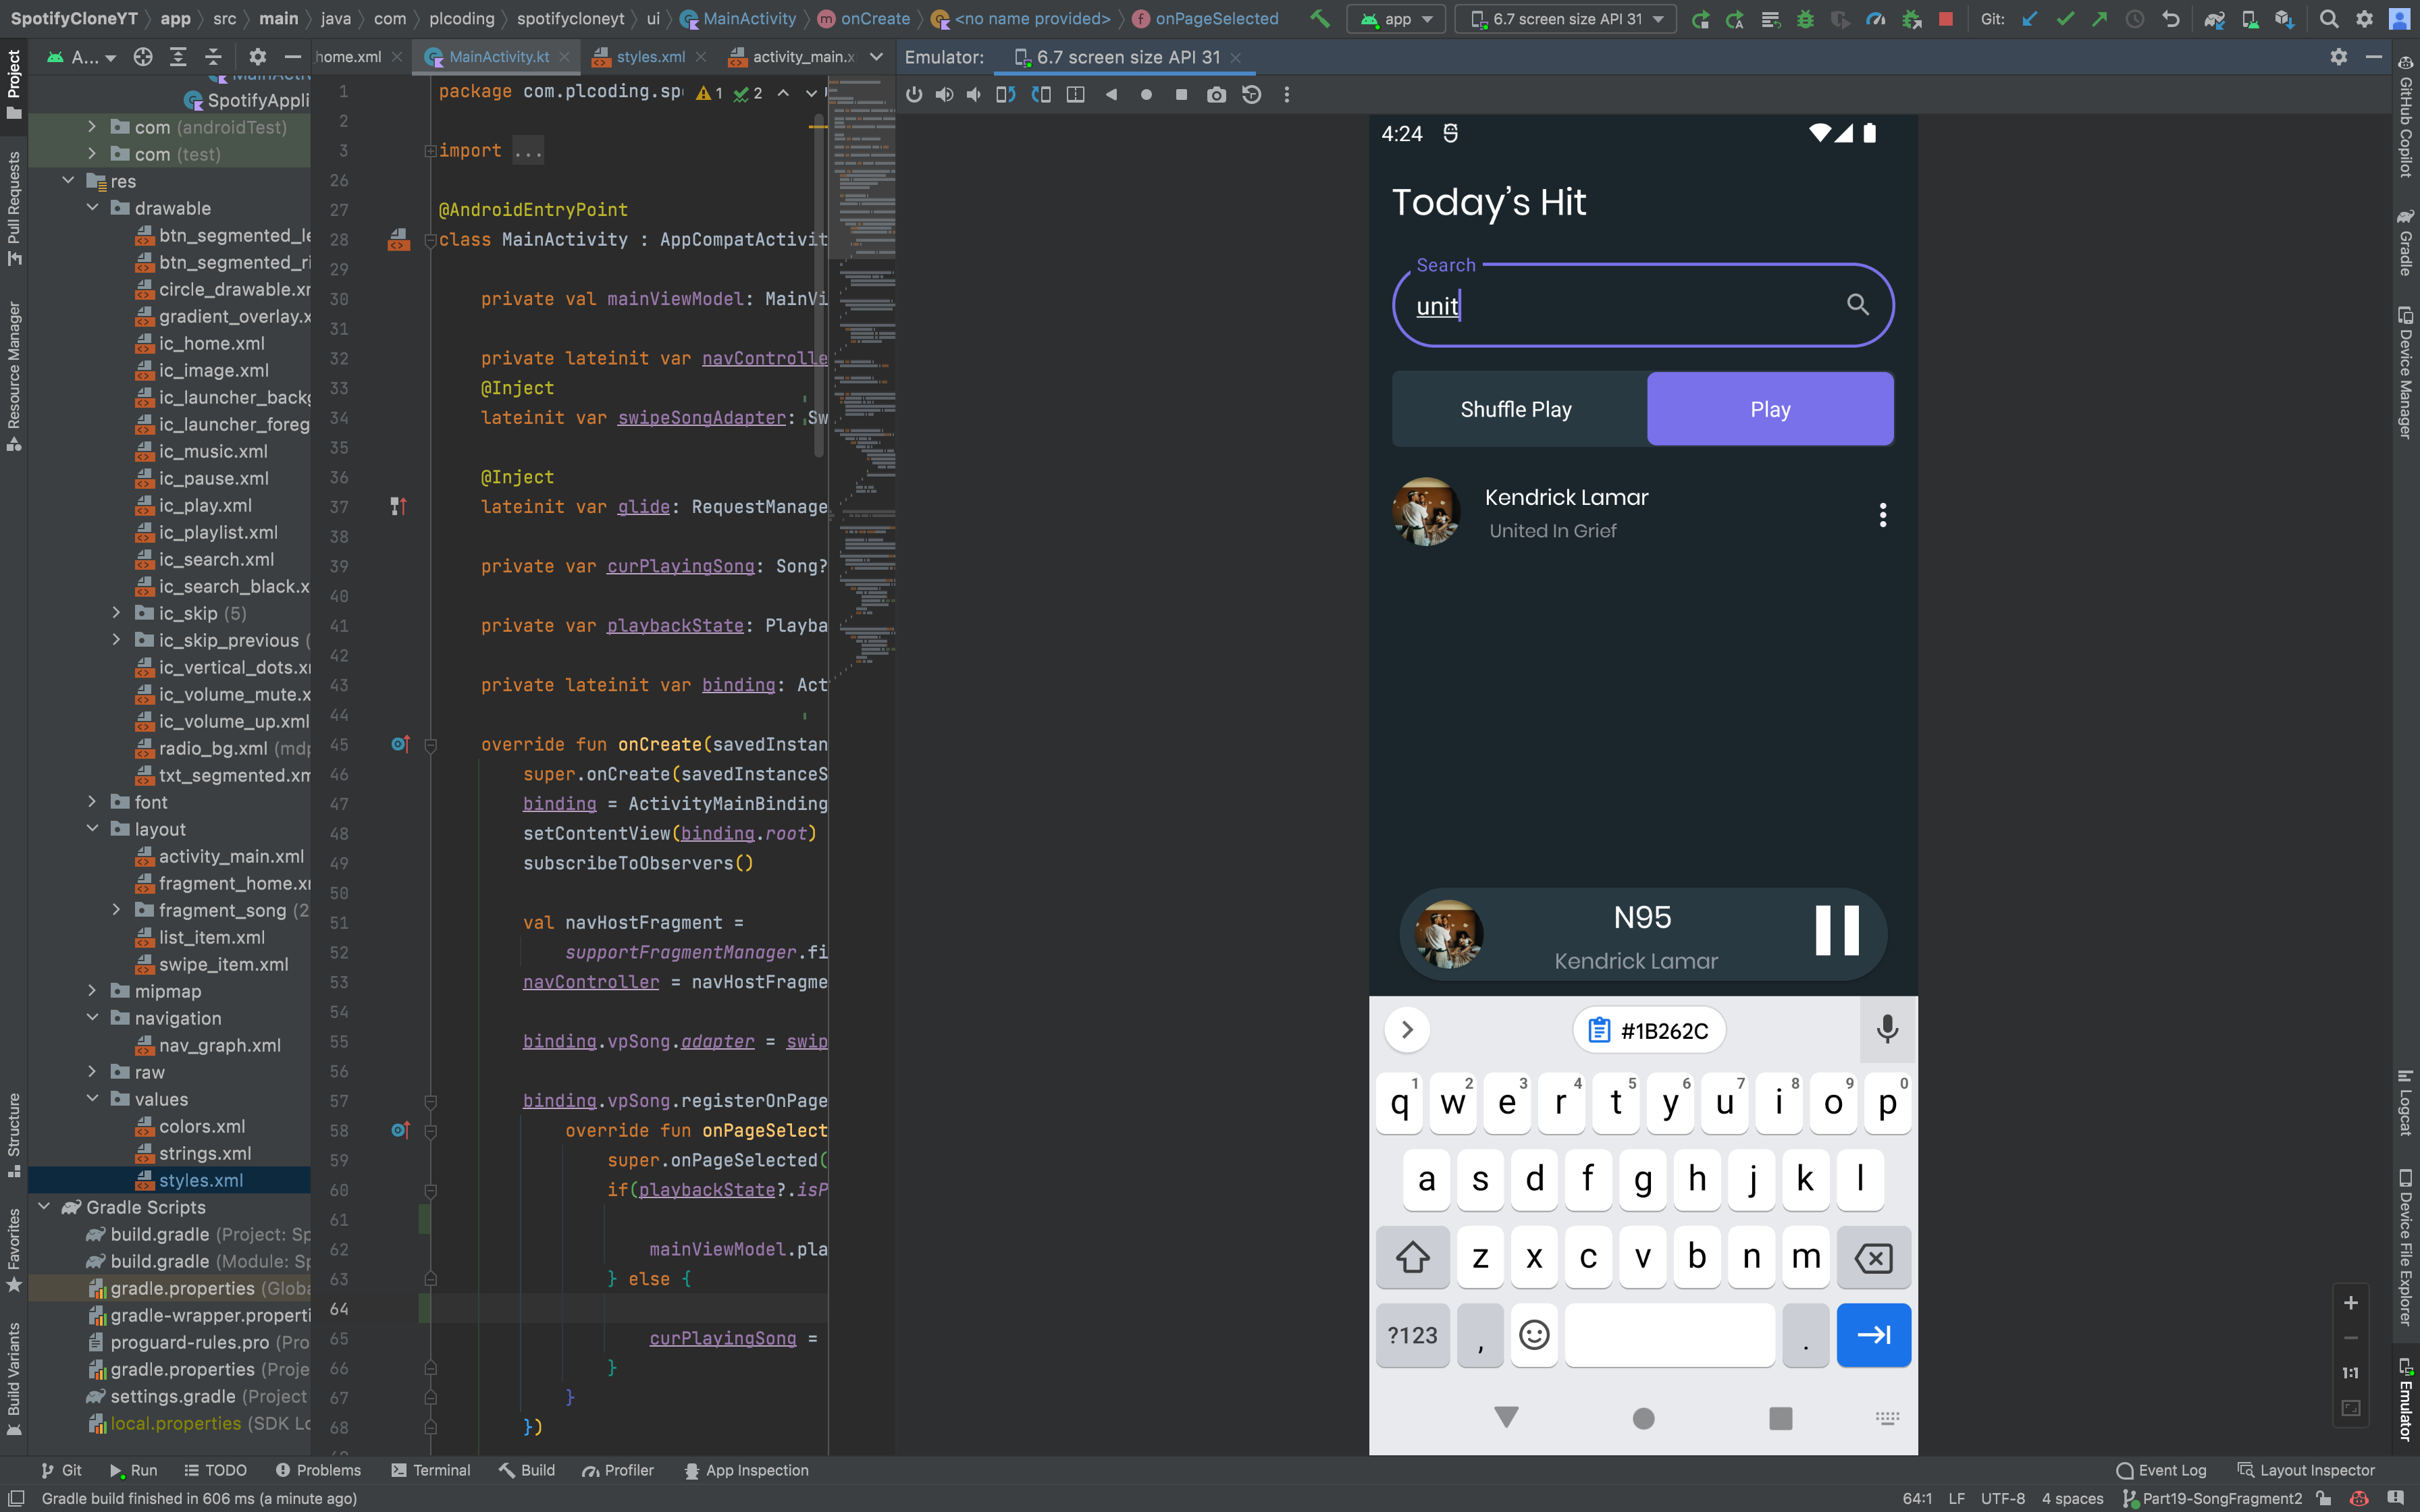 SpotifyCloneYT app src main java com plcoding spotifycloneyt ui MainActivity onCreate <no name provided> onPageSelected
app
6.7 screen size API 31
Git:
A...
home.xml
MainActivity.kt
styles.xml
activity_main.x
Emulator: 6.7 screen size API 31
Project
Pull Requests
Resource Manager
Structure
Favorites
Build Variants
SpotifyAppli
com (androidTest)
com (test)
res
drawable
btn_segmented_le
btn_segmented_ri
circle_drawable.xr
gradient_overlay.x
ic_home.xml
ic_image.xml
ic_launcher_backg
ic_launcher_foreg
ic_music.xml
ic_pause.xml
ic_play.xml
ic_playlist.xml
ic_search.xml
ic_search_black.x
ic_skip (5)
ic_skip_previous (
ic_vertical_dots.xr
ic_volume_mute.x
ic_volume_up.xml
radio_bg.xml (mdp
txt_segmented.xm
font
layout
activity_main.xml
fragment_home.xr
fragment_song (2
list_item.xml
swipe_item.xml
mipmap
navigation
nav_graph.xml
raw
values
colors.xml
strings.xml
styles.xml
Gradle Scripts
build.gradle (Project: Sp
build.gradle (Module: Sp
gradle.properties (Globa
gradle-wrapper.properti
proguard-rules.pro (Pro
gradle.properties (Proje
settings.gradle (Project
local.properties (SDK Lo
1 package com.plcoding.sp 1 2
2
3 import ...
26
27 @AndroidEntryPoint
28 class MainActivity : AppCompatActivit
29
30 private val mainViewModel: MainVi
31
32 private lateinit var navControlle
33 @Inject
34 lateinit var swipeSongAdapter: Sw
35
36 @Inject
37 lateinit var glide: RequestManage
38
39 private var curPlayingSong: Song?
40
41 private var playbackState: Playba
42
43 private lateinit var binding: Act
44
45 override fun onCreate(savedInstan
46 super.onCreate(savedInstanceS
47 binding = ActivityMainBinding
48 setContentView(binding.root)
49 subscribeToObservers()
50
51 val navHostFragment =
52 supportFragmentManager.fi
53 navController = navHostFragme
54
55 binding.vpSong.adapter = swip
56
57 binding.vpSong.registerOnPage
58 override fun onPageSelect
59 super.onPageSelected(
60 if(playbackState?.isP
61
62 mainViewModel.pla
63 } else {
64
65 curPlayingSong =
66 }
67 }
68 })
4:24
Today's Hit
Search
unit
Shuffle Play
Play
Kendrick Lamar
United In Grief
N95
Kendrick Lamar
#1B262C
1 2 3 4 5 6 7 8 9 0
q w e r t y u i o p
a s d f g h j k l
z x c v b n m
?123 , .
1:1
GitHub Copilot
Gradle
Device Manager
Logcat
Device File Explorer
Emulator
Git Run TODO Problems Terminal Build Profiler App Inspection
Event Log Layout Inspector
Gradle build finished in 606 ms (a minute ago)
64:1 LF UTF-8 4 spaces Part19-SongFragment2